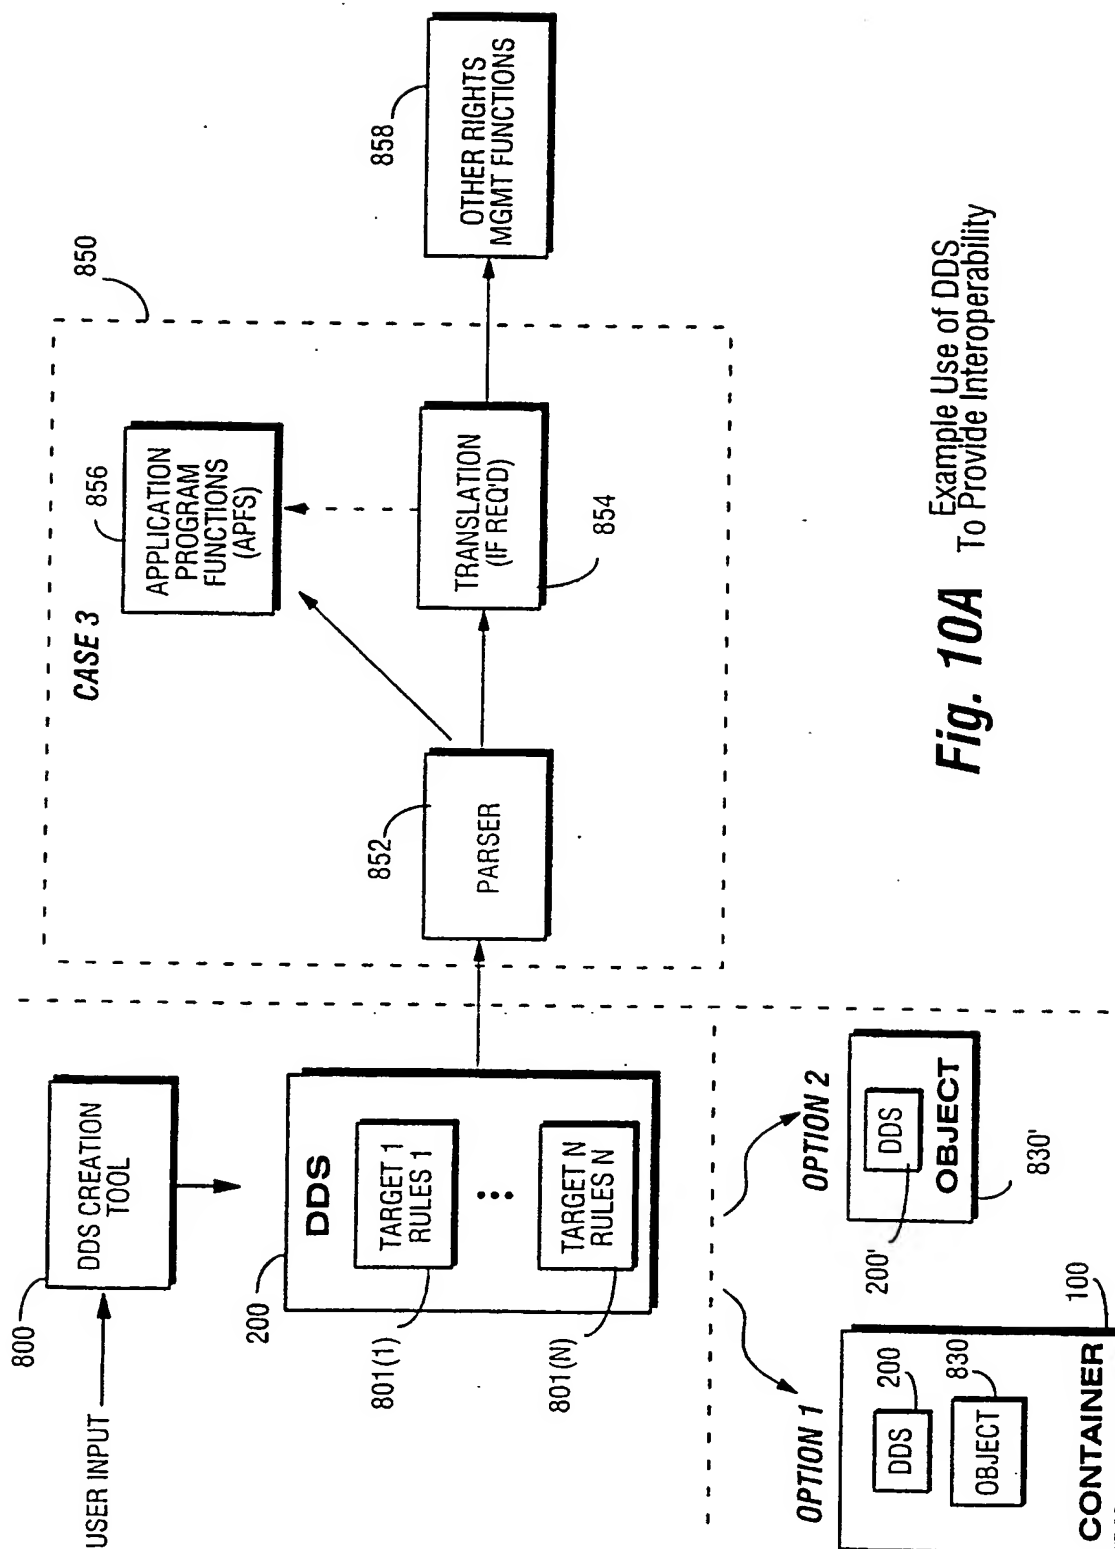 USER INPUT
800
DDS CREATION
TOOL
200
DDS
TARGET 1
RULES 1
801(1)
•••
TARGET N
RULES N
801(N)
OPTION 1
DDS
200
OBJECT
830
CONTAINER
100
OPTION 2
DDS
200'
OBJECT
830'
850
CASE 3
852
PARSER
856
APPLICATION
PROGRAM
FUNCTIONS
(APFS)
TRANSLATION
(IF REQ'D)
854
858
OTHER RIGHTS
MGMT FUNCTIONS
Fig. 10A
Example Use of DDS
To Provide Interoperability